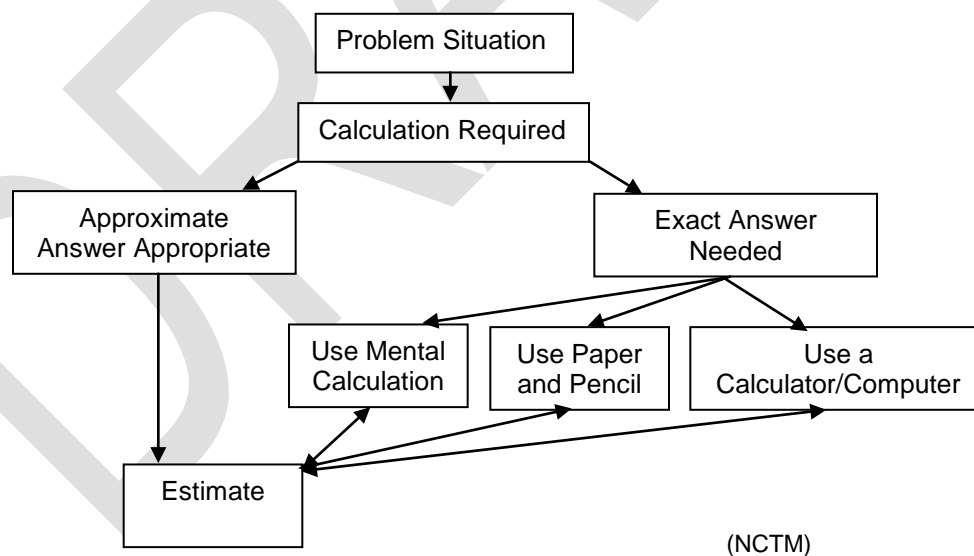 Problem Situation
Calculation Required
Approximate
Answer Appropriate
Exact Answer
Needed
Use Mental
Calculation
Use Paper
and Pencil
Use a
Calculator/Computer
Estimate
(NCTM)